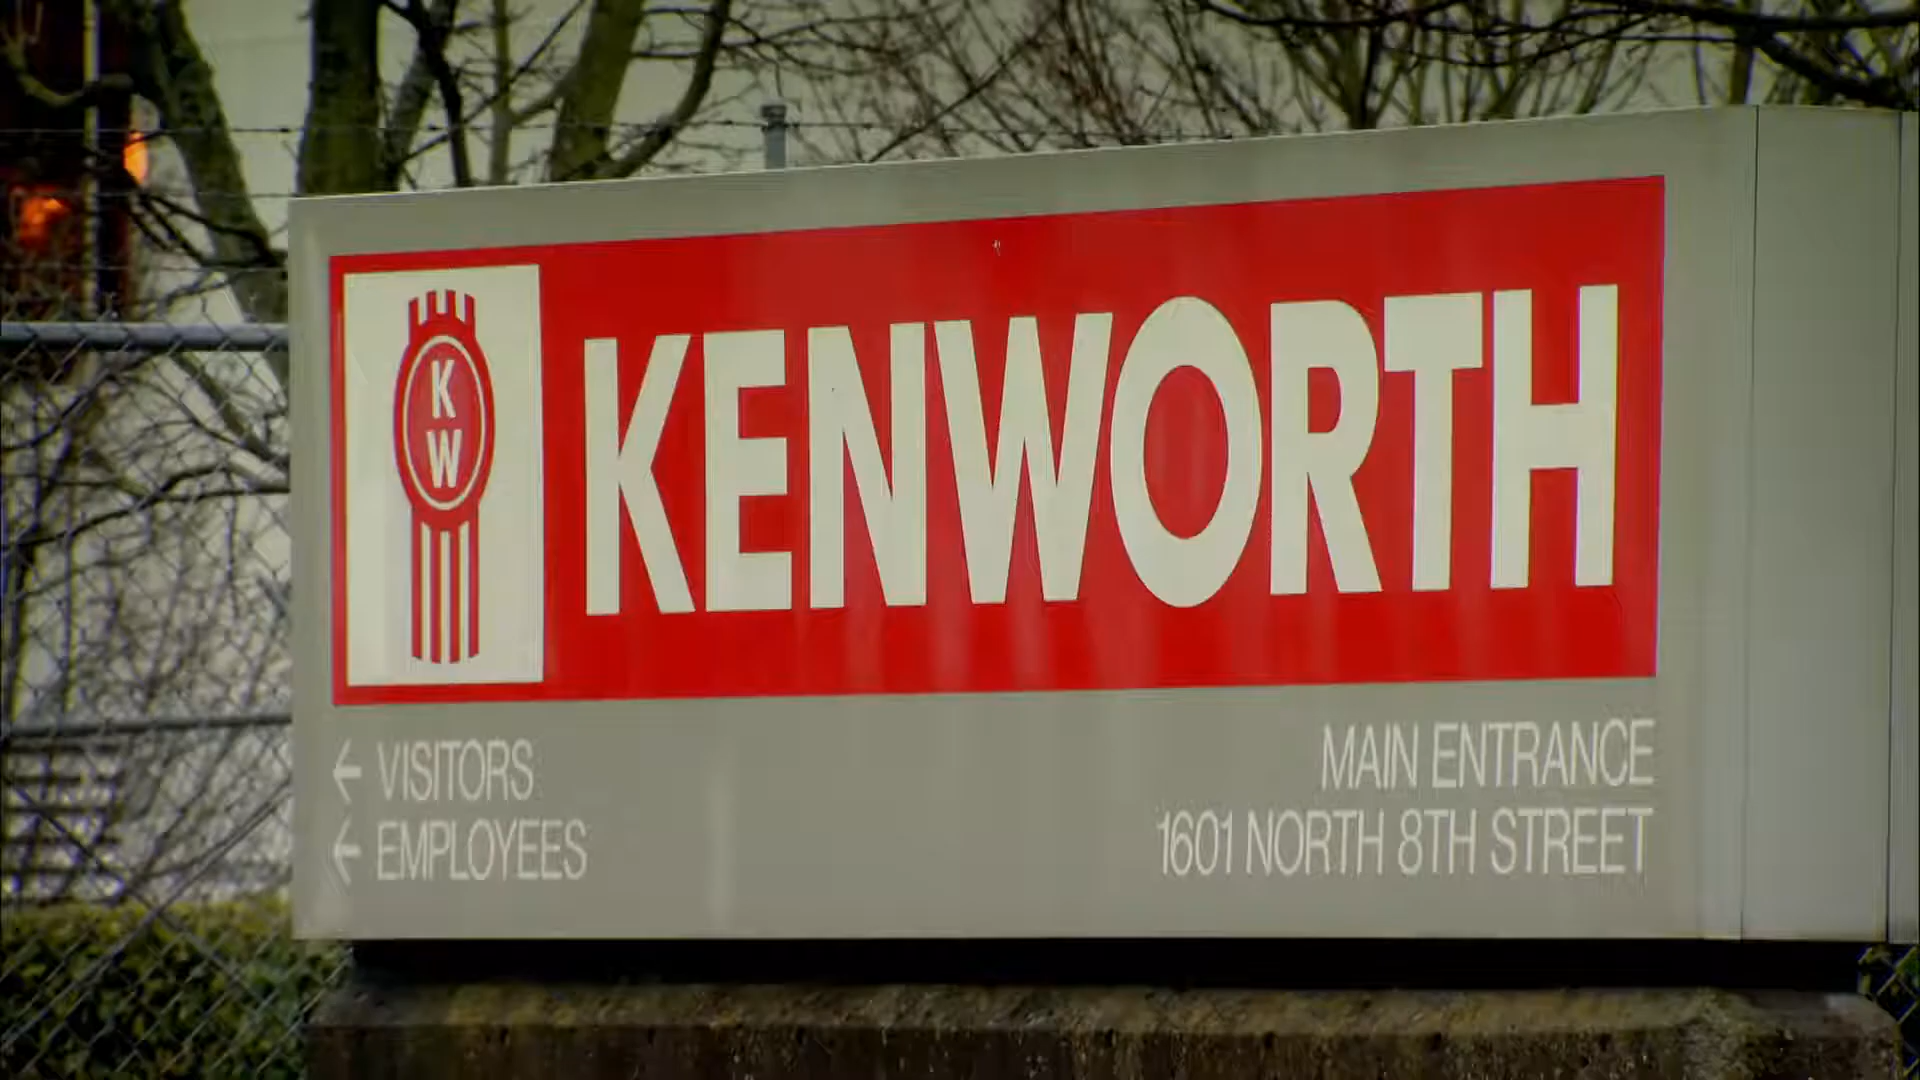 K
W
KENWORTH
← VISITORS
← EMPLOYEES
MAIN ENTRANCE
1601 NORTH 8TH STREET